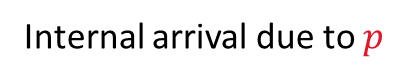 Internal arrival due to 𝑝